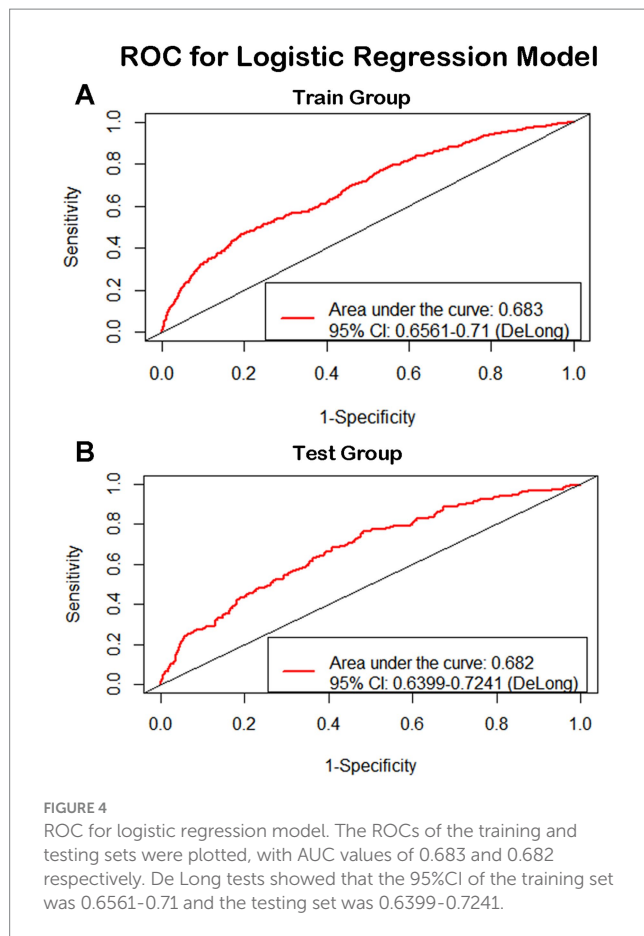 ROC for Logistic Regression Model
A
Train Group
Sensitivity
1.0
0.8
0.6
0.4
0.2
0.0
Area under the curve: 0.683
95% CI: 0.6561-0.71 (DeLong)
0.0 0.2 0.4 0.6 0.8 1.0
1-Specificity
B
Test Group
Sensitivity
1.0
0.8
0.6
0.4
0.2
0.0
Area under the curve: 0.682
95% CI: 0.6399-0.7241 (DeLong)
0.0 0.2 0.4 0.6 0.8 1.0
1-Specificity
FIGURE 4
ROC for logistic regression model. The ROCs of the training and
testing sets were plotted, with AUC values of 0.683 and 0.682
respectively. De Long tests showed that the 95%CI of the training set
was 0.6561-0.71 and the testing set was 0.6399-0.7241.